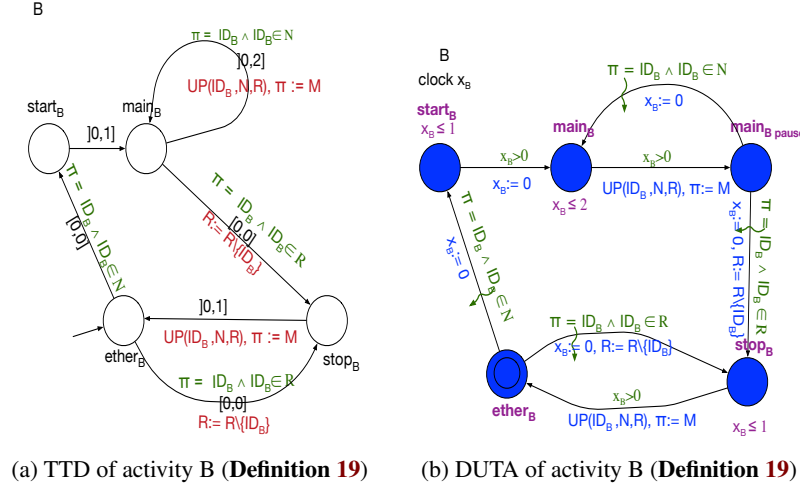 B
π = ID_B ∧ ID_B ∈ N
]0,2]
UP(ID_B ,N,R), π := M
start_B
main_B
]0,1]
π = ID_B ∧ ID_B ∈ N
[0,0]
π = ID_B ∧ ID_B ∈ R
[0,0]
R:= R\{ID_B}
]0,1]
UP(ID_B ,N,R), π := M
ether_B
stop_B
π = ID_B ∧ ID_B ∈ R
[0,0]
R:= R\{ID_B}
(a) TTD of activity B (Definition 19)
B
clock x_B
π = ID_B ∧ ID_B ∈ N
x_B := 0
start_B
x_B ≤ 1
main_B
main_B pause
x_B>0
x_B:= 0
x_B>0
UP(ID_B ,N,R), π := M
x_B ≤ 2
π = ID_B ∧ ID_B ∈ N
x_B := 0
π = ID_B ∧ ID_B ∈ R
x_B := 0, R:= R\{ID_B}
π = ID_B ∧ ID_B ∈ R
x_B:= 0, R:= R\{ID_B}
stop_B
x_B>0
UP(ID_B ,N,R), π := M
ether_B
x_B ≤ 1
(b) DUTA of activity B (Definition 19)